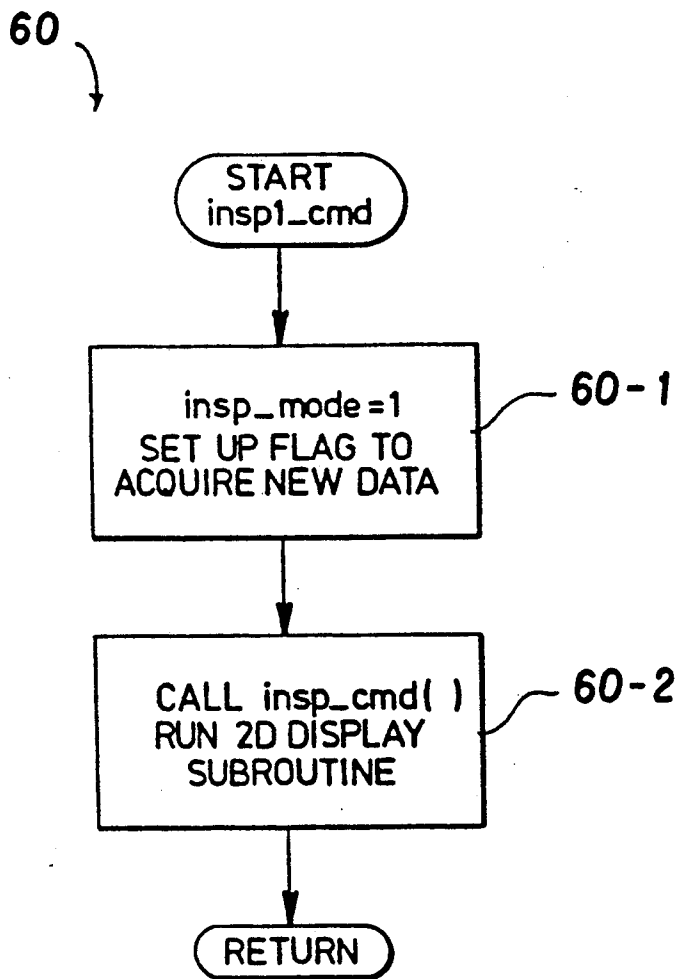 60
START
insp1_cmd
insp_mode=1
SET UP FLAG TO
ACQUIRE NEW DATA
60-1
CALL insp_cmd( )
RUN 2D DISPLAY
SUBROUTINE
60-2
RETURN